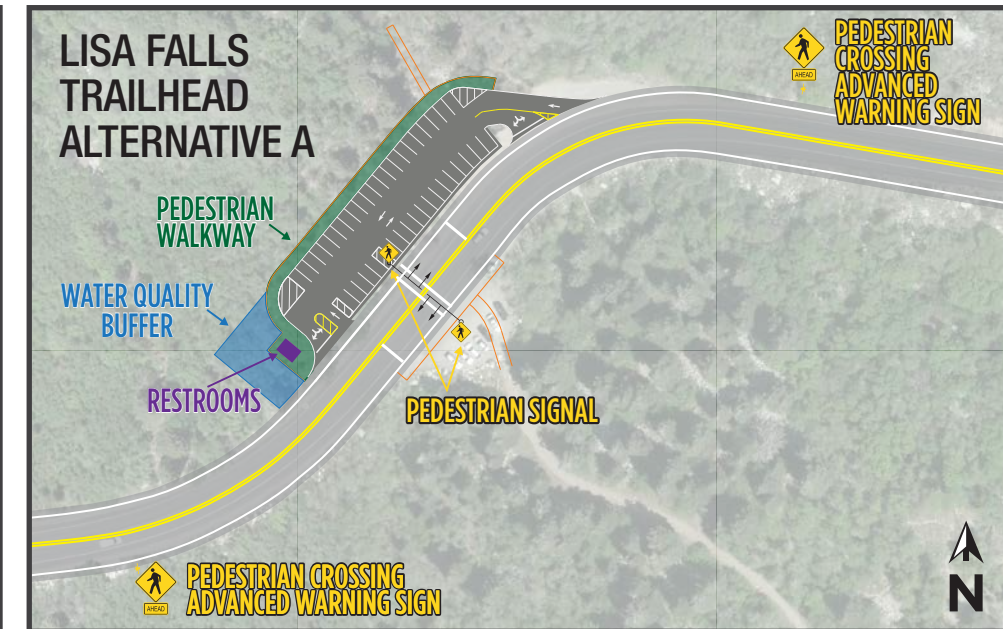 LISA FALLS
TRAILHEAD
ALTERNATIVE A
PEDESTRIAN
CROSSING
ADVANCED
WARNING SIGN
AHEAD
PEDESTRIAN
WALKWAY
WATER QUALITY
BUFFER
RESTROOMS
PEDESTRIAN SIGNAL
PEDESTRIAN CROSSING
ADVANCED WARNING SIGN
AHEAD
N